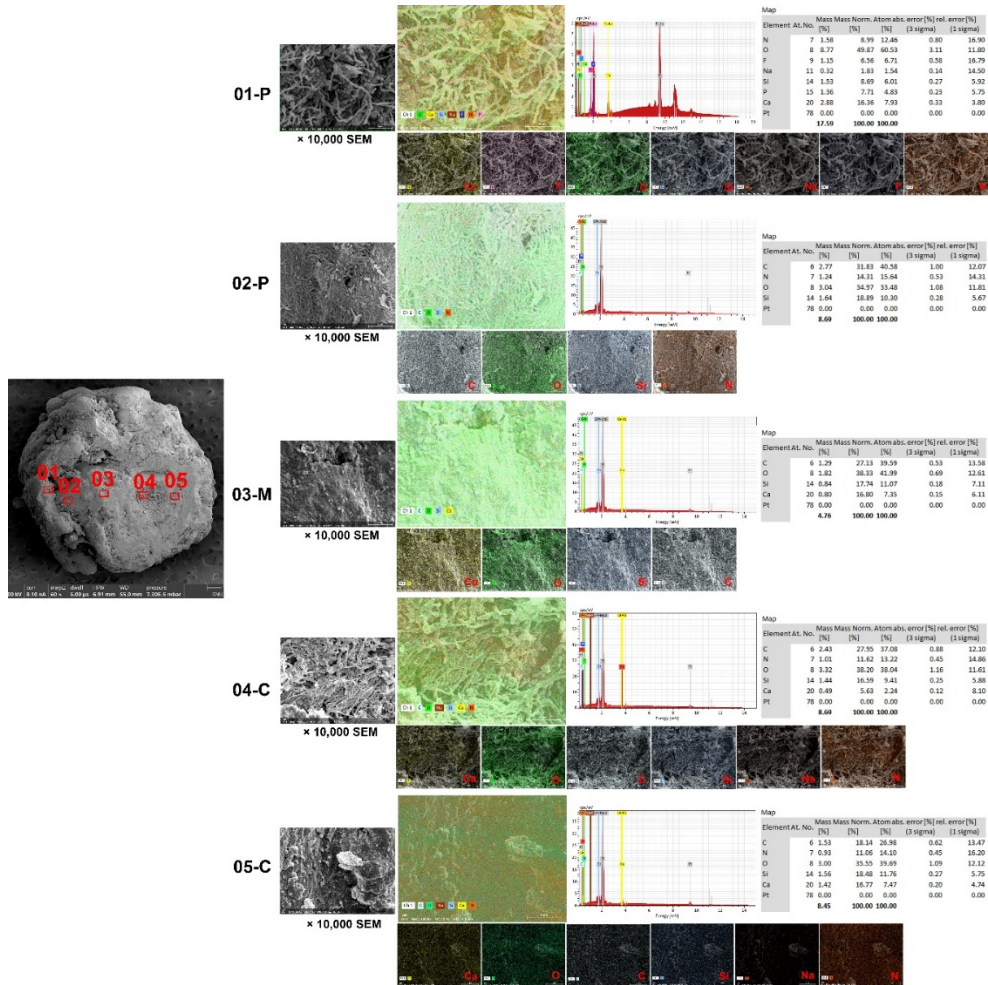 01-P
× 10,000 SEM
Map
Element At. No. Mass [%] Mass Norm. [%] Atom [%] abs. error [%] (3 sigma) rel. error [%] (1 sigma)
N 7 1.58 8.99 12.46 0.80 16.90
O 8 8.77 49.87 60.53 3.11 11.80
F 9 1.15 6.56 6.71 0.58 16.79
Na 11 0.32 1.83 1.54 0.14 14.50
Si 14 1.53 8.69 6.01 0.27 5.92
P 15 1.36 7.71 4.83 0.23 5.75
Ca 20 2.88 16.36 7.93 0.33 3.80
Pt 78 0.00 0.00 0.00 0.00 0.00
17.59 100.00 100.00
02-P
× 10,000 SEM
Map
Element At. No. Mass [%] Mass Norm. [%] Atom [%] abs. error [%] (3 sigma) rel. error [%] (1 sigma)
C 6 2.77 31.83 40.58 1.00 12.07
N 7 1.24 14.31 15.64 0.53 14.31
O 8 3.04 34.97 33.48 1.08 11.81
Si 14 1.64 18.89 10.30 0.28 5.67
Pt 78 0.00 0.00 0.00 0.00 0.00
8.69 100.00 100.00
C O Si N
01 02 03 04 05
03-M
× 10,000 SEM
Map
Element At. No. Mass [%] Mass Norm. [%] Atom [%] abs. error [%] (3 sigma) rel. error [%] (1 sigma)
C 6 1.29 27.13 39.59 0.53 13.58
O 8 1.82 38.33 41.99 0.69 12.61
Si 14 0.84 17.74 11.07 0.18 7.11
Ca 20 0.80 16.80 7.35 0.15 6.11
Pt 78 0.00 0.00 0.00 0.00 0.00
4.76 100.00 100.00
Ca O Si C
04-C
× 10,000 SEM
Map
Element At. No. Mass [%] Mass Norm. [%] Atom [%] abs. error [%] (3 sigma) rel. error [%] (1 sigma)
C 6 2.43 27.95 37.08 0.88 12.10
N 7 1.01 11.62 13.22 0.45 14.86
O 8 3.32 38.20 38.04 1.16 11.61
Si 14 1.44 16.59 9.41 0.25 5.88
Ca 20 0.49 5.63 2.24 0.12 8.10
Pt 78 0.00 0.00 0.00 0.00 0.00
8.69 100.00 100.00
05-C
× 10,000 SEM
Map
Element At. No. Mass [%] Mass Norm. [%] Atom [%] abs. error [%] (3 sigma) rel. error [%] (1 sigma)
C 6 1.53 18.14 26.98 0.62 13.47
N 7 0.93 11.06 14.10 0.45 16.20
O 8 3.00 35.55 39.69 1.09 12.12
Si 14 1.56 18.48 11.76 0.27 5.75
Ca 20 1.42 16.77 7.47 0.20 4.74
Pt 78 0.00 0.00 0.00 0.00 0.00
8.45 100.00 100.00
Ca O C Si Na N